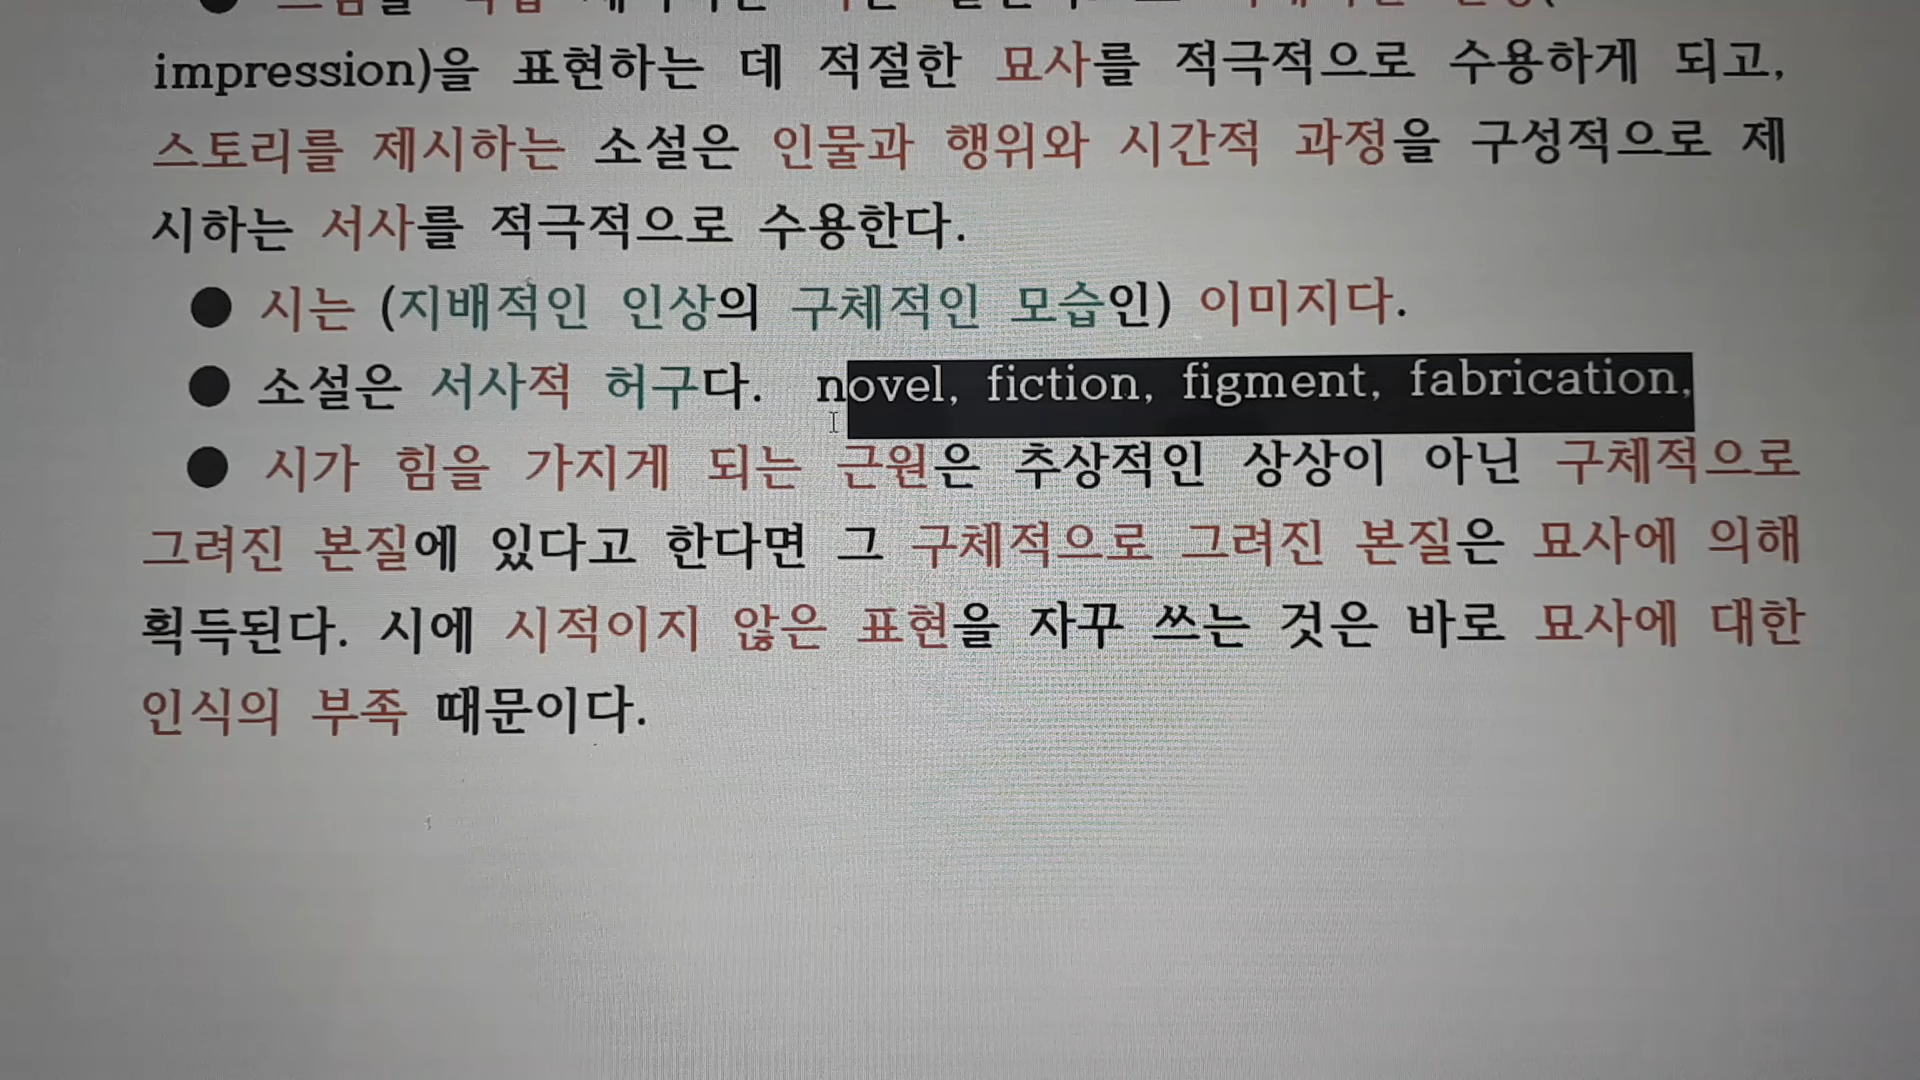 impression)을 표현하는 데 적절한 묘사를 적극적으로 수용하게 되고,
스토리를 제시하는 소설은 인물과 행위와 시간적 과정을 구성적으로 제
시하는 서사를 적극적으로 수용한다.
● 시는 (지배적인 인상의 구체적인 모습인) 이미지다.
● 소설은 서사적 허구다. novel, fiction, figment, fabrication,
● 시가 힘을 가지게 되는 근원은 추상적인 상상이 아닌 구체적으로
그려진 본질에 있다고 한다면 그 구체적으로 그려진 본질은 묘사에 의해
획득된다. 시에 시적이지 않은 표현을 자꾸 쓰는 것은 바로 묘사에 대한
인식의 부족 때문이다.